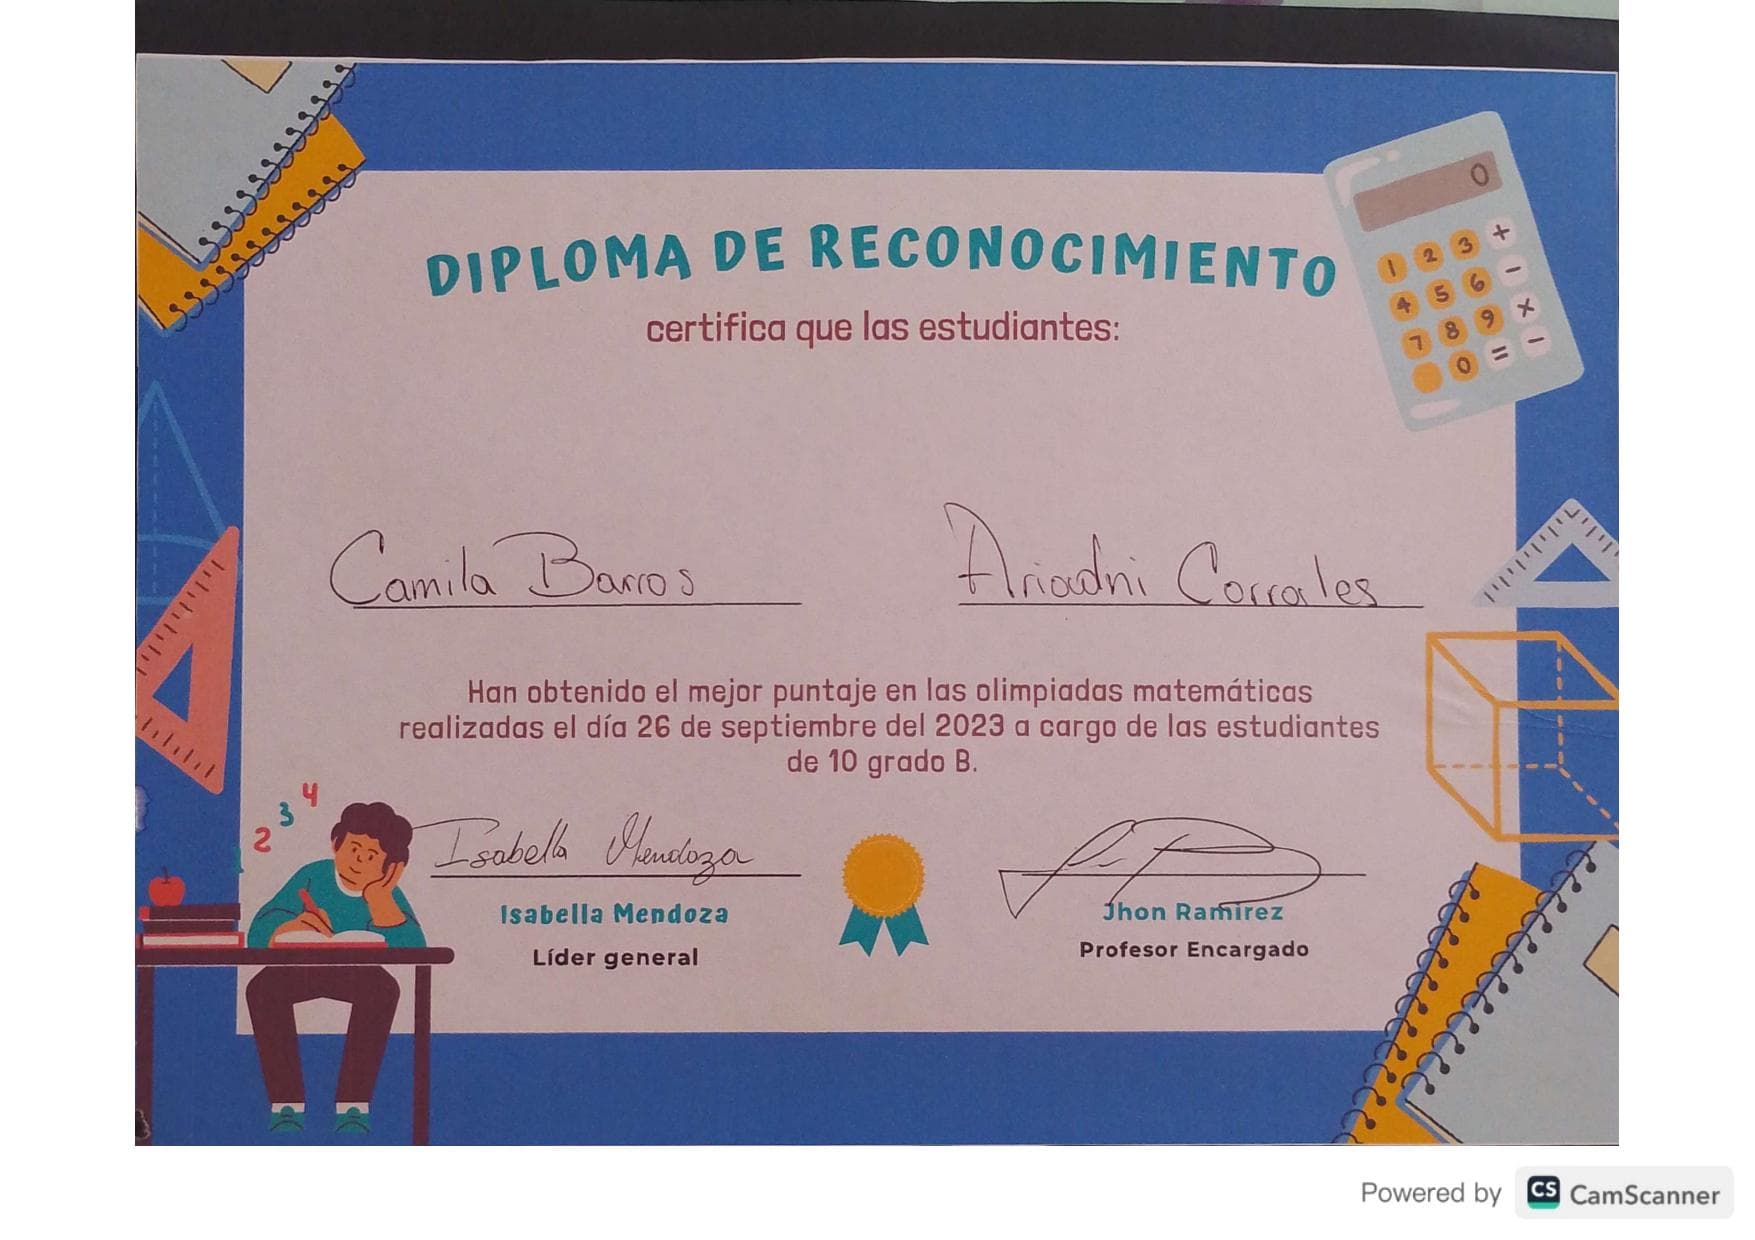 DIPLOMA DE RECONOCIMIENTO
certifica que las estudiantes:
0
1 2 3 +
4 5 6 -
7 8 9 x
0 = -
Camila Barros
Ariadni Corrales
Han obtenido el mejor puntaje en las olimpiadas matemáticas
realizadas el día 26 de septiembre del 2023 a cargo de las estudiantes
de 10 grado B.
1 2 3 4
Isabella Mendoza
Isabella Mendoza
Líder general
Jhon Ramirez
Profesor Encargado
Powered by CS CamScanner